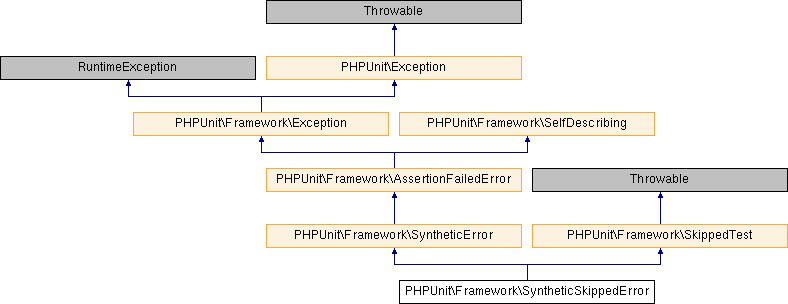 Throwable
RuntimeException
PHPUnit\Exception
PHPUnit\Framework\Exception
PHPUnit\Framework\SelfDescribing
PHPUnit\Framework\AssertionFailedError
Throwable
PHPUnit\Framework\SyntheticError
PHPUnit\Framework\SkippedTest
PHPUnit\Framework\SyntheticSkippedError